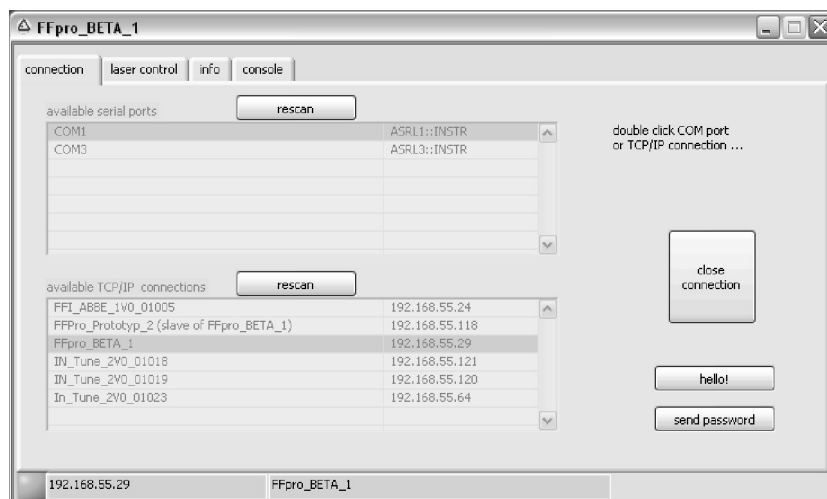 FFpro_BETA_1
connection laser control info console
available serial ports rescan
COM1 ASRL1::INSTR
COM3 ASRL3::INSTR
double click COM port
or TCP/IP connection ...
close
connection
available TCP/IP connections rescan
FFI_ABBE_1V0_01005 192.168.55.24
FFPro_Prototyp_2 (slave of FFpro_BETA_1) 192.168.55.118
FFpro_BETA_1 192.168.55.29
IN_Tune_2V0_01018 192.168.55.121
IN_Tune_2V0_01019 192.168.55.120
In_Tune_2V0_01023 192.168.55.64
hello!
send password
192.168.55.29 FFpro_BETA_1